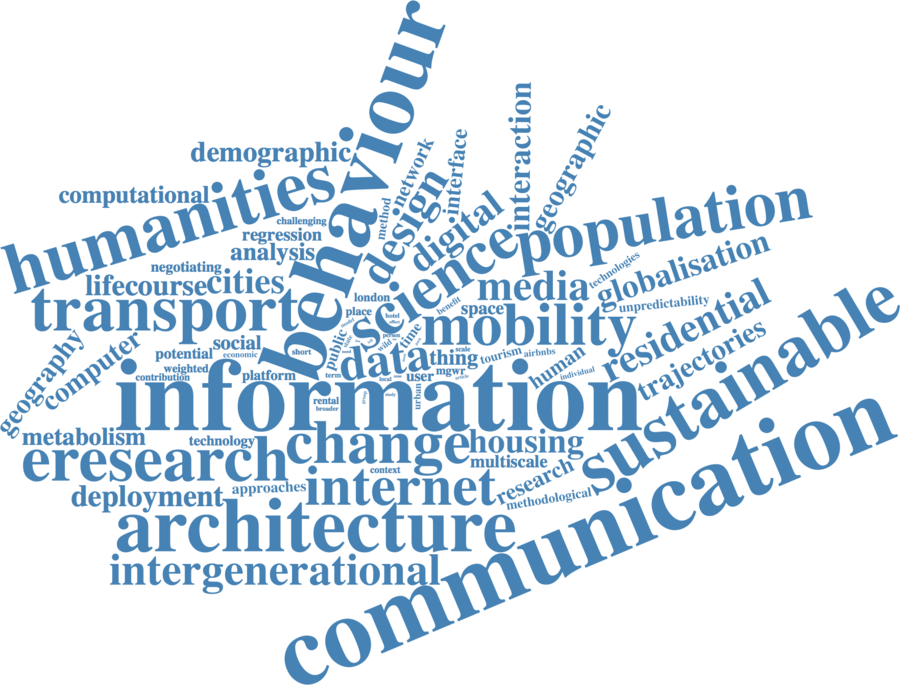 behaviour
demographic
computational
humanities
challenging
regression
analysis
negotiating
lifecourse
cities
transport
method
network
interface
interaction
geographic
design
digital
science
population
technologies
globalisation
media
space
benefit
unpredictability
london
place
hotel
mobility
residential
sustainable
geography
computer
social
potential
economic
weighted
contribution
platform
short
public
person
wild
time
data
thing
scale
mgwr
article
tourism
airbnbs
human
individual
trajectories
term
local
user
urban
information
rental
broader
group
study
metabolism
technology
change
housing
eresearch
context
multiscale
research
methodological
deployment
approaches
internet
architecture
intergenerational
communication